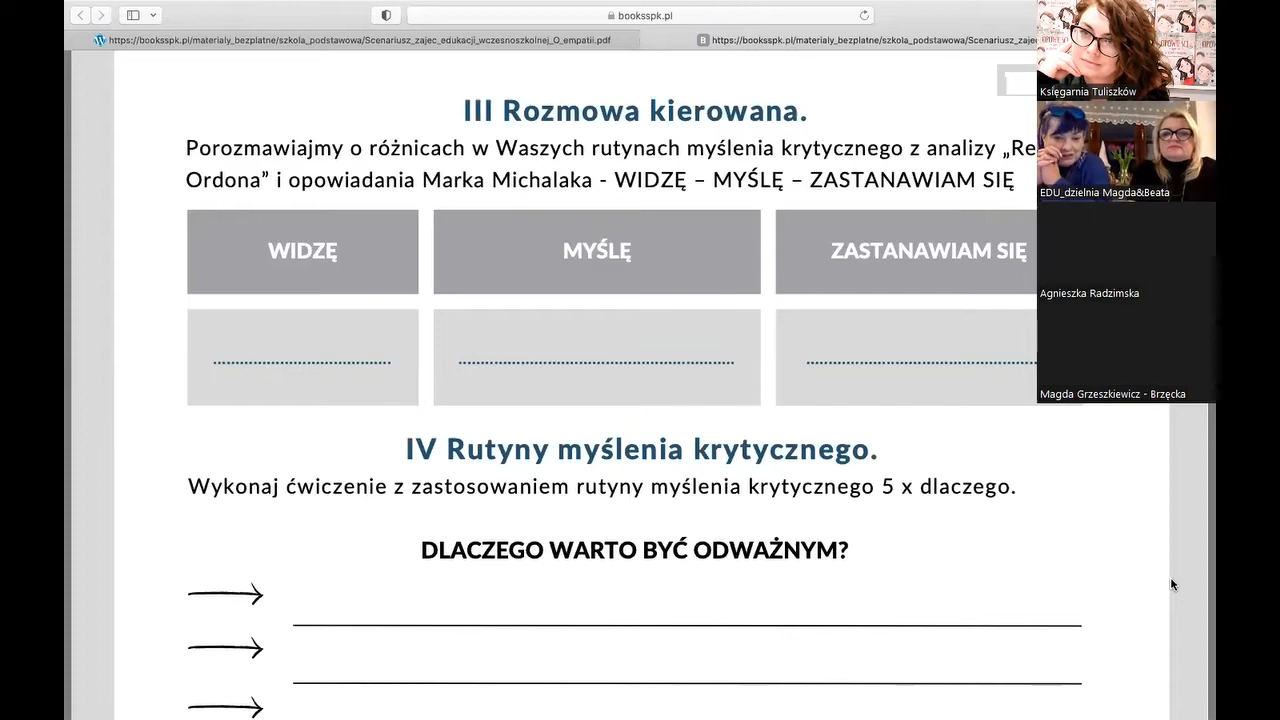 booksspk.pl
https://booksspk.pl/materialy_bezplatne/szkola_podstawowa/Scenariusz_zajec_edukacji_wczesnoszkolnej_O_empatii.pdf
https://booksspk.pl/materialy_bezplatne/szkola_podstawowa/Scenariusz_zaje
Księgarnia Tuliszków
EDU_dzielnia Magda&Beata
Agnieszka Radzimska
Magda Grzeszkiewicz - Brzęcka
III Rozmowa kierowana.
Porozmawiajmy o różnicach w Waszych rutynach myślenia krytycznego z analizy „Re
Ordona” i opowiadania Marka Michalaka - WIDZĘ – MYŚLĘ – ZASTANAWIAM SIĘ
WIDZĘ MYŚLĘ ZASTANAWIAM SIĘ
IV Rutyny myślenia krytycznego.
Wykonaj ćwiczenie z zastosowaniem rutyny myślenia krytycznego 5 x dlaczego.
DLACZEGO WARTO BYĆ ODWAŻNYM?